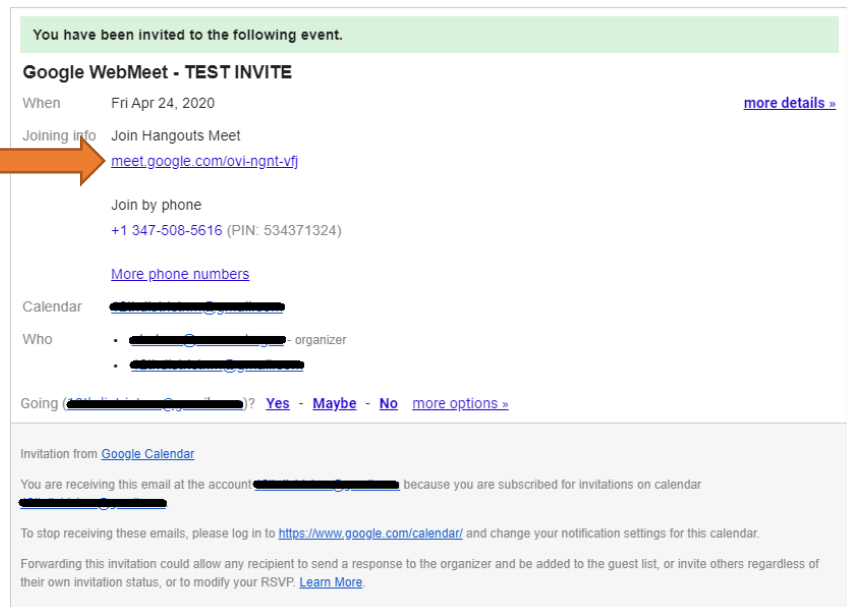 You have been invited to the following event.
Google WebMeet - TEST INVITE
When Fri Apr 24, 2020 more details »
Joining info Join Hangouts Meet
meet.google.com/ovi-ngnt-vfj
Join by phone
+1 347-508-5616 (PIN: 534371324)
More phone numbers
Calendar
Who
• - organizer
•
Going ( )? Yes - Maybe - No more options »
Invitation from Google Calendar
You are receiving this email at the account because you are subscribed for invitations on calendar
To stop receiving these emails, please log in to https://www.google.com/calendar/ and change your notification settings for this calendar.
Forwarding this invitation could allow any recipient to send a response to the organizer and be added to the guest list, or invite others regardless of
their own invitation status, or to modify your RSVP. Learn More.